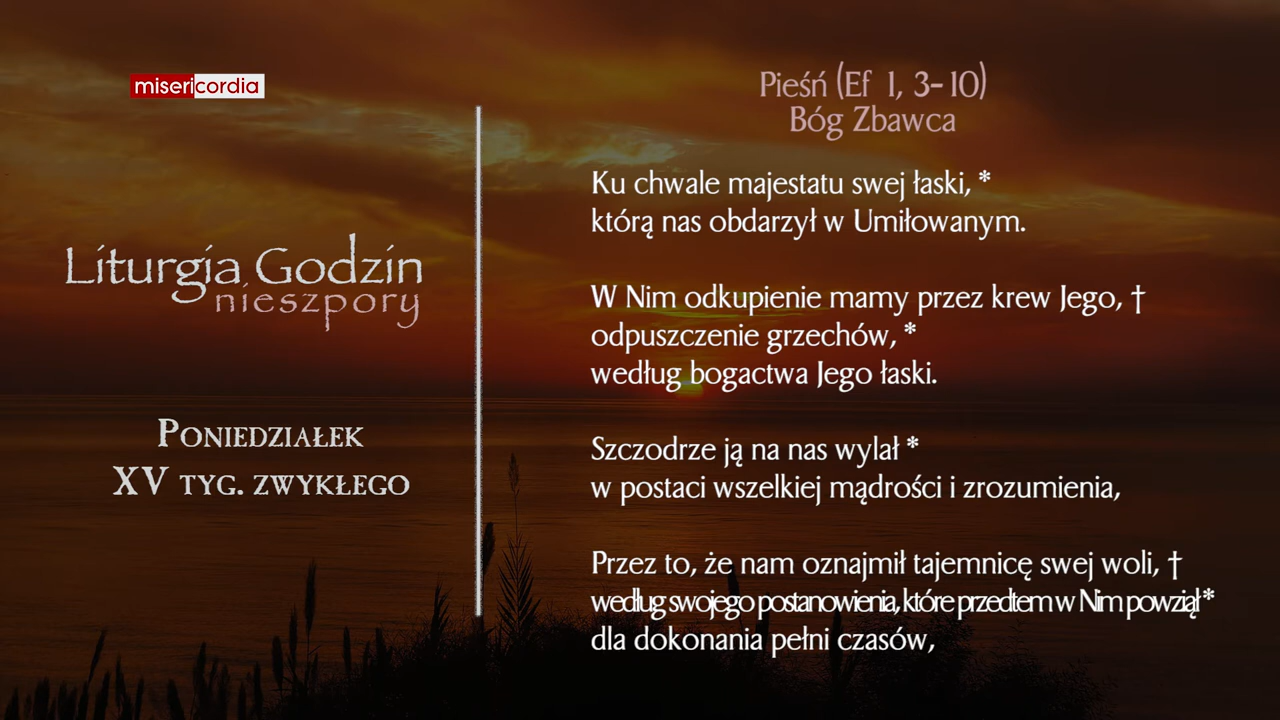 misericordia
Liturgia Godzin
nieszpory
Poniedziałek
XV tyg. zwykłego
Pieśń (Ef 1, 3-10)
Bóg Zbawca
Ku chwale majestatu swej łaski, *
którą nas obdarzył w Umiłowanym.
W Nim odkupienie mamy przez krew Jego, †
odpuszczenie grzechów, *
według bogactwa Jego łaski.
Szczodrze ją na nas wylał *
w postaci wszelkiej mądrości i zrozumienia,
Przez to, że nam oznajmił tajemnicę swej woli, †
według swojego postanowienia, które przedtem w Nim powziął *
dla dokonania pełni czasów,